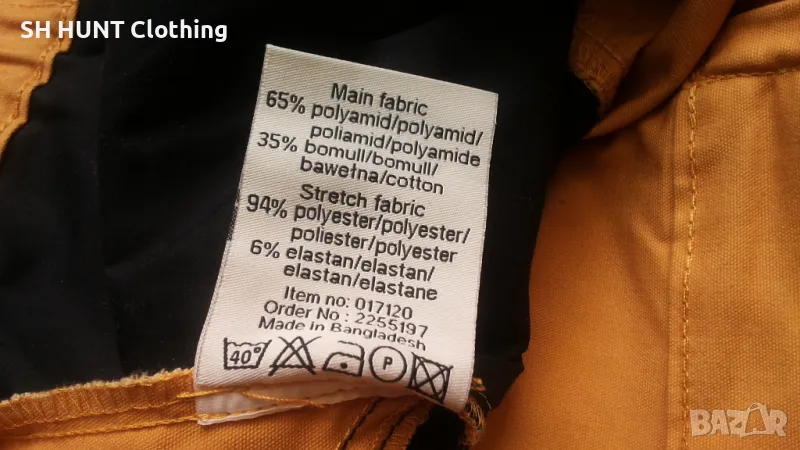 SH HUNT Clothing
Main fabric
65% polyamid/polyamid/
poliamid/polyamide
35% bomull/bomull/
bawełna/cotton
Stretch fabric
94% polyester/polyester/
poliester/polyester
6% elastan/elastan/
elastan/elastane
Item no: 017120
Order No : 2255197
Made in Bangladesh
40° P
BAZAR